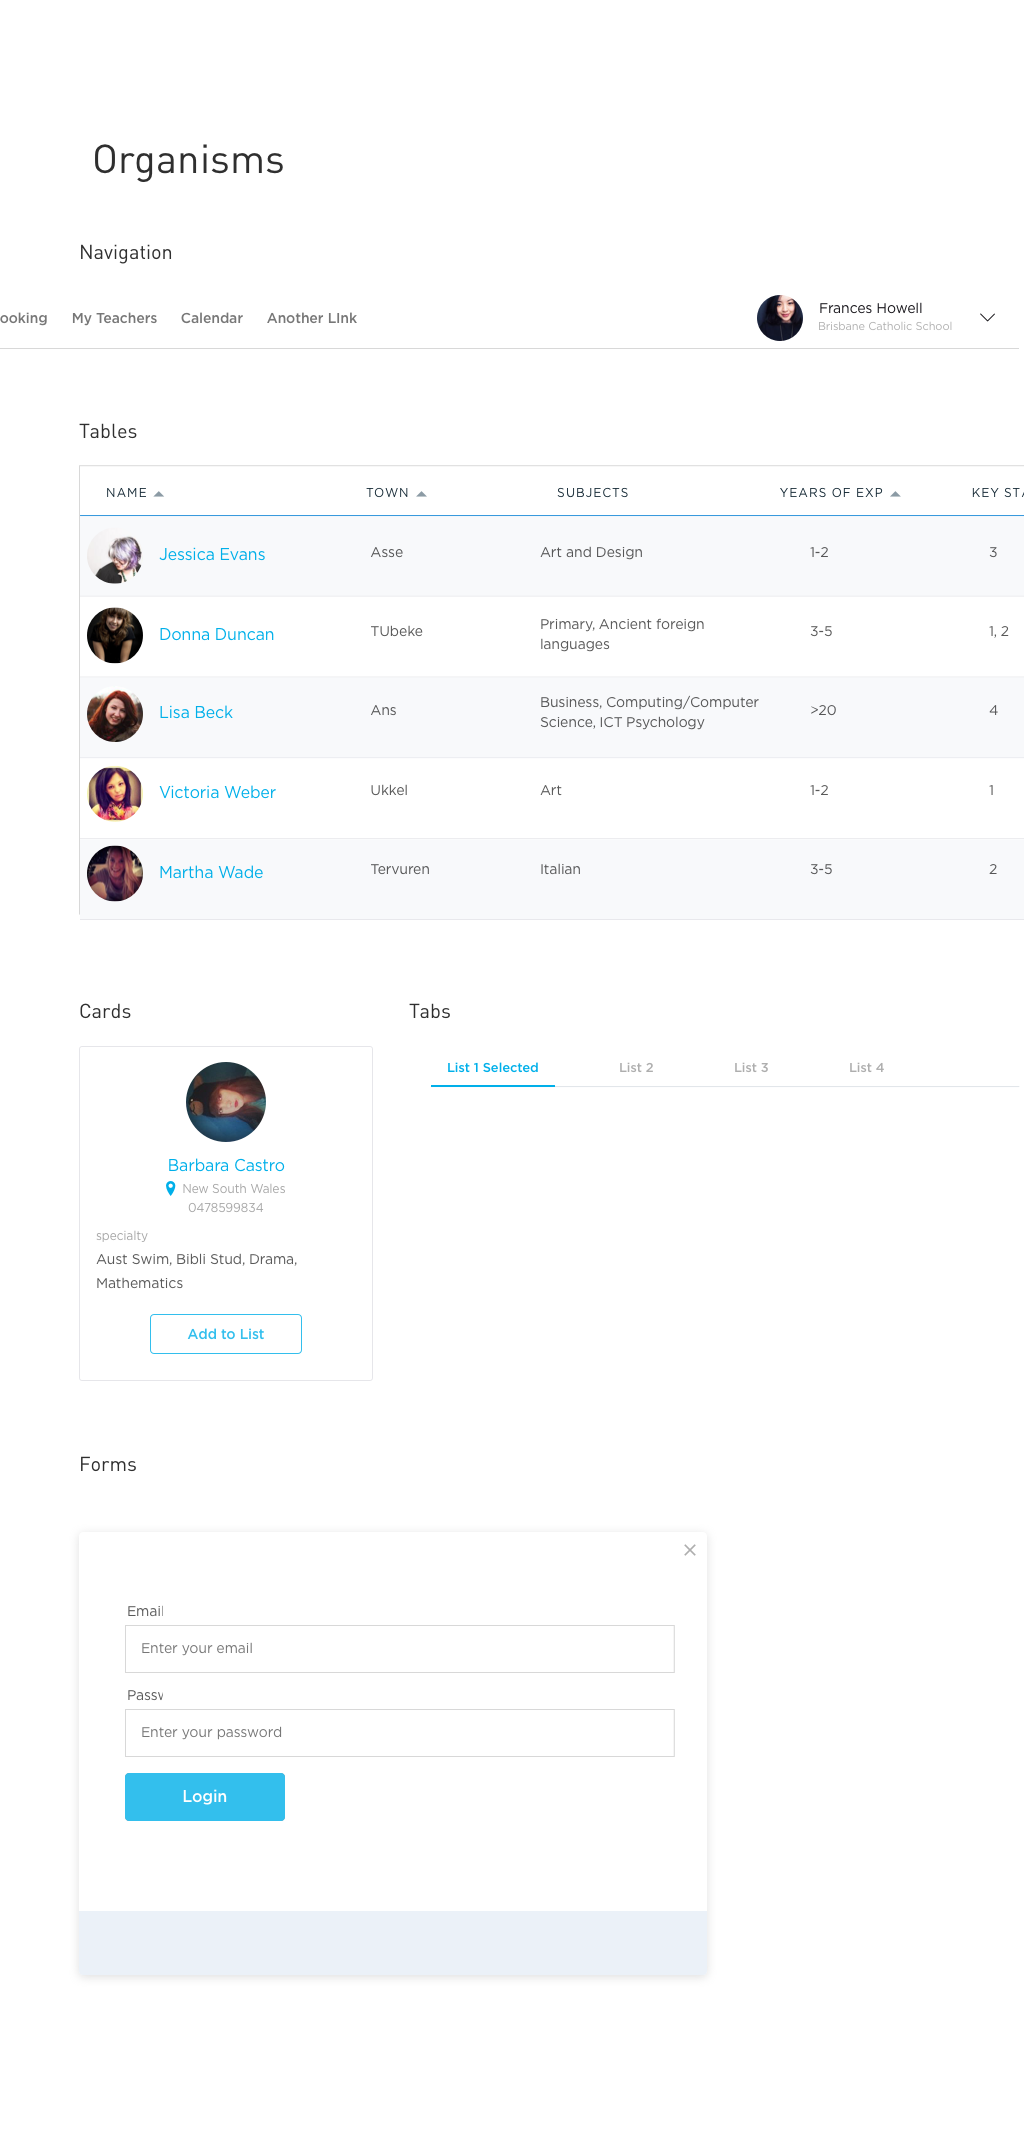 Organisms
Navigation
ooking My Teachers Calendar Another LInk
Frances Howell
Brisbane Catholic School
Tables
NAME TOWN SUBJECTS YEARS OF EXP KEY STA
Jessica Evans Asse Art and Design 1-2 3
Donna Duncan TUbeke Primary, Ancient foreign languages 3-5 1, 2
Lisa Beck Ans Business, Computing/Computer Science, ICT Psychology >20 4
Victoria Weber Ukkel Art 1-2 1
Martha Wade Tervuren Italian 3-5 2
Cards
Barbara Castro
New South Wales
0478599834
specialty
Aust Swim, Bibli Stud, Drama,
Mathematics
Add to List
Tabs
List 1 Selected List 2 List 3 List 4
Forms
Email
Enter your email
Passw
Enter your password
Login